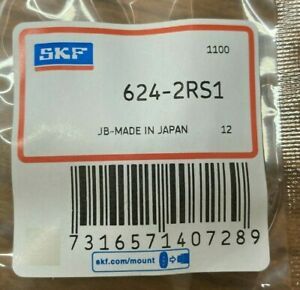 SKF
1100
624-2RS1
JB-MADE IN JAPAN 12
7316571407289
skf.com/mount